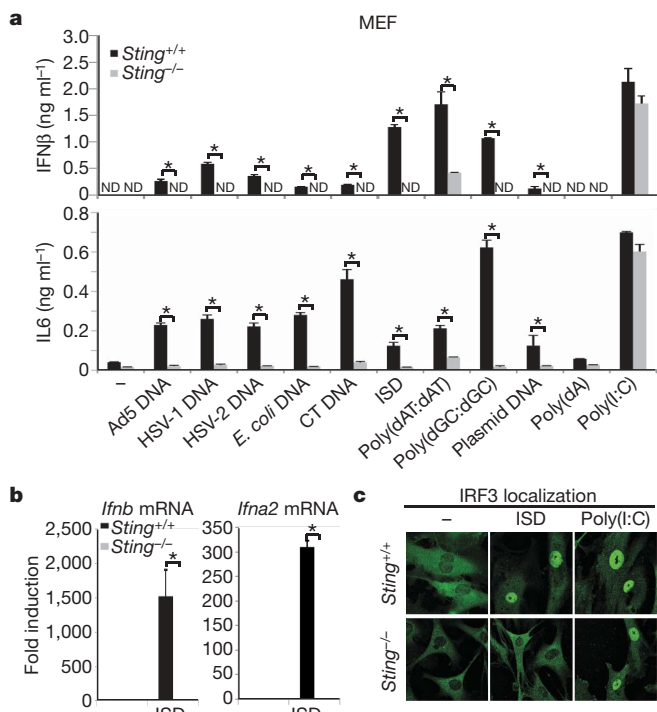 a
MEF
Sting+/+
Sting−/−
IFNβ (ng ml−1)
3.0
2.5
2.0
1.5
1.0
0.5
0
ND ND * ND * ND * ND * ND * ND * ND * * ND * ND ND ND
IL6 (ng ml−1)
0.8
0.6
0.4
0.2
0
* * * * * * * * *
–
Ad5 DNA
HSV-1 DNA
HSV-2 DNA
E. coli DNA
CT DNA
ISD
Poly(dAT:dAT)
Poly(dGC:dGC)
Plasmid DNA
Poly(dA)
Poly(I:C)
b
Ifnb mRNA
Sting+/+
Sting−/−
Fold induction
2,500
2,000
1,500
1,000
500
0
*
ISD
Ifna2 mRNA
350
300
250
200
150
100
50
0
*
ISD
c
IRF3 localization
– ISD Poly(I:C)
Sting+/+
Sting−/−